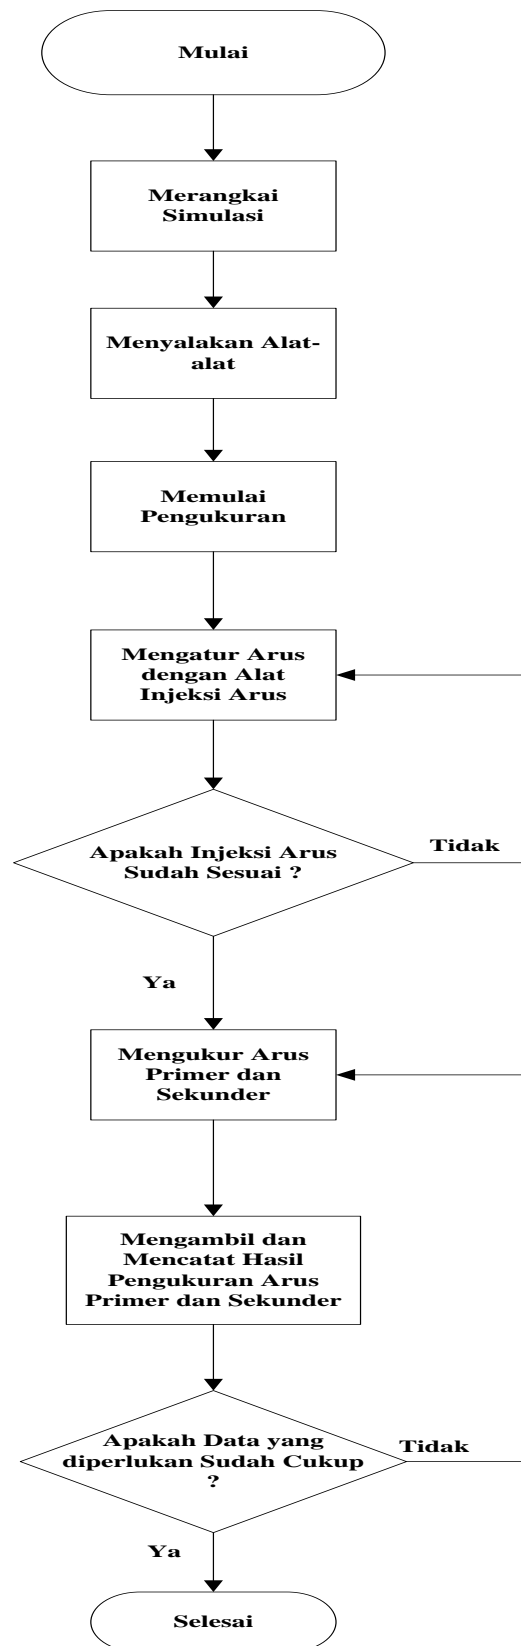 Mulai
Merangkai
Simulasi
Menyalakan Alat-
alat
Memulai
Pengukuran
Mengatur Arus
dengan Alat
Injeksi Arus
Apakah Injeksi Arus
Sudah Sesuai ?
Tidak
Ya
Mengukur Arus
Primer dan
Sekunder
Mengambil dan
Mencatat Hasil
Pengukuran Arus
Primer dan Sekunder
Apakah Data yang
diperlukan Sudah Cukup
?
Tidak
Ya
Selesai